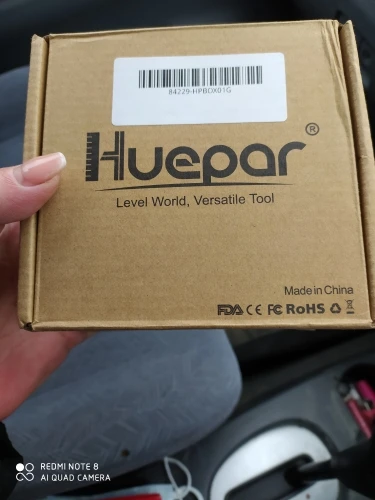 84229-HPBOX01G
Huepar®
Level World, Versatile Tool
Made in China
FDA CE FC RoHS
REDMI NOTE 8
AI QUAD CAMERA